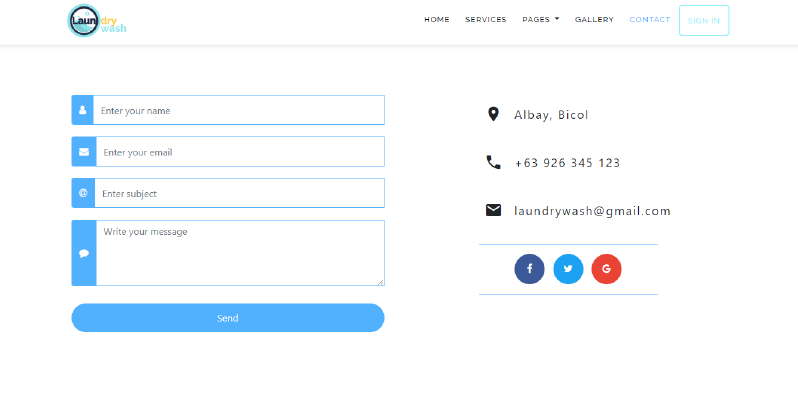 Laundry
wash
HOME SERVICES PAGES GALLERY CONTACT SIGN IN
Enter your name
Enter your email
@ Enter subject
Write your message
Send
Albay, Bicol
+63 926 345 123
laundrywash@gmail.com
f G